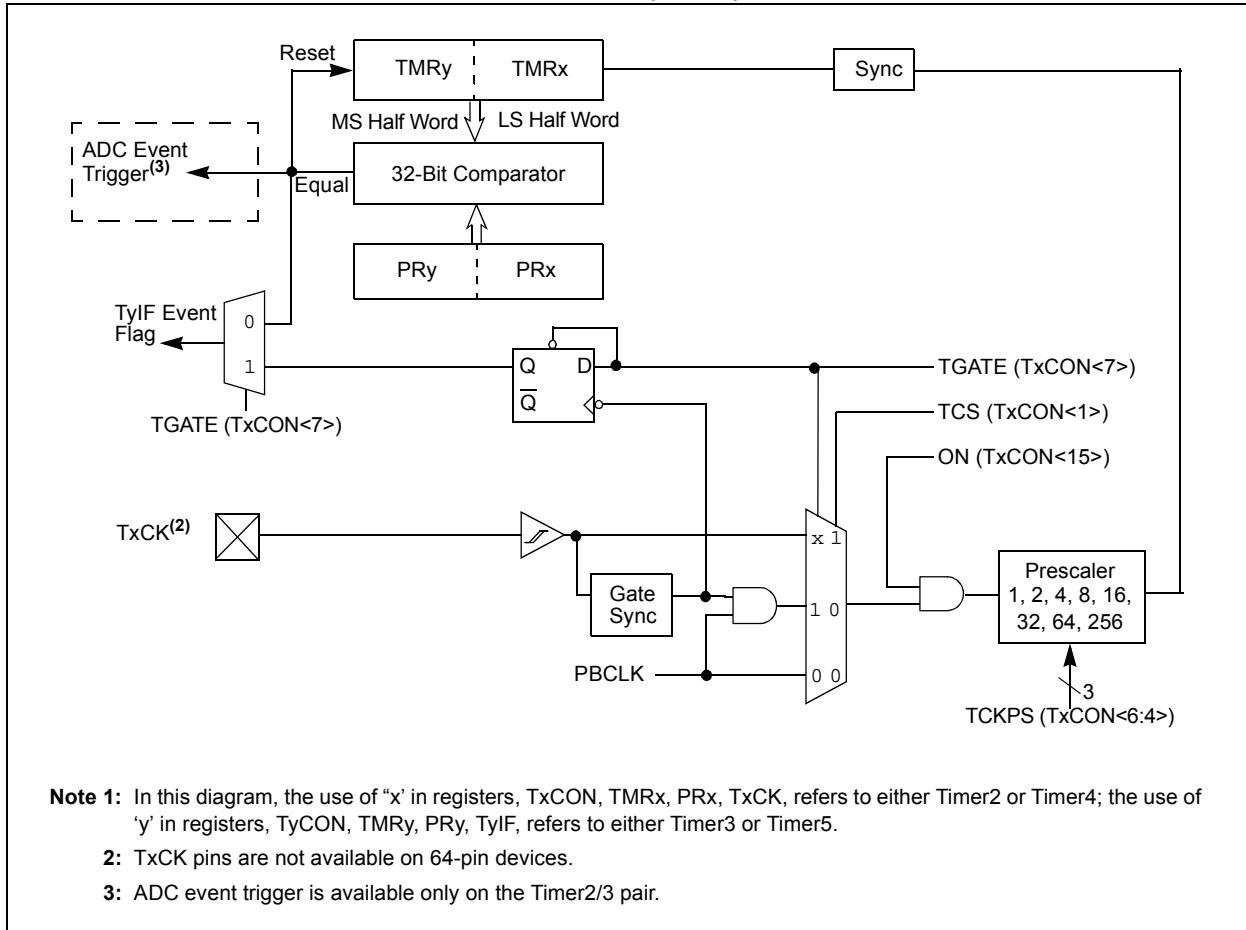 Reset
TMRy
TMRx
Sync
MS Half Word
LS Half Word
ADC Event
Trigger(3)
Equal
32-Bit Comparator
PRy
PRx
TyIF Event
Flag
0
1
TGATE (TxCON<7>)
Q
D
Q
TGATE (TxCON<7>)
TCS (TxCON<1>)
ON (TxCON<15>)
TxCK(2)
x 1
Gate
Sync
1 0
PBCLK
0 0
Prescaler
1, 2, 4, 8, 16,
32, 64, 256
3
TCKPS (TxCON<6:4>)
Note 1: In this diagram, the use of “x’ in registers, TxCON, TMRx, PRx, TxCK, refers to either Timer2 or Timer4; the use of
‘y’ in registers, TyCON, TMRy, PRy, TyIF, refers to either Timer3 or Timer5.
2: TxCK pins are not available on 64-pin devices.
3: ADC event trigger is available only on the Timer2/3 pair.